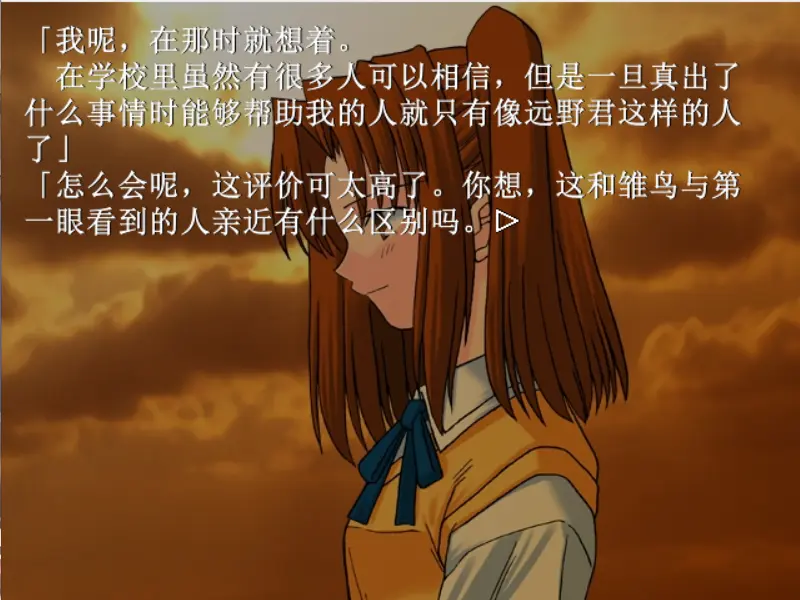 「我呢，在那时就想着。
　在学校里虽然有很多人可以相信，但是一旦真出了
什么事情时能够帮助我的人就只有像远野君这样的人
了」
「怎么会呢，这评价可太高了。你想，这和雏鸟与第
一眼看到的人亲近有什么区别吗。▷